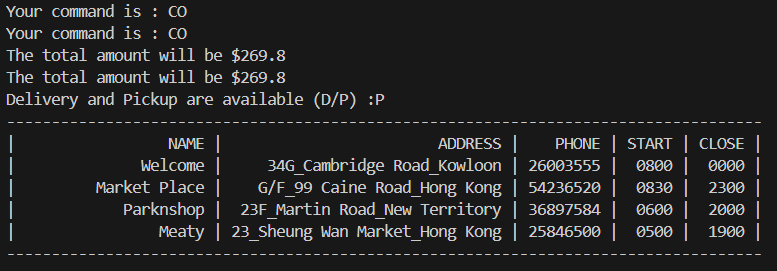 Your command is : CO
Your command is : CO
The total amount will be $269.8
The total amount will be $269.8
Delivery and Pickup are available (D/P) :P
-------------------------------------------------------------------------------------
|                 NAME |                        ADDRESS |    PHONE | START | CLOSE |
|              Welcome |     34G_Cambridge Road_Kowloon | 26003555 |  0800 |  0000 |
|         Market Place |    G/F_99 Caine Road_Hong Kong | 54236520 |  0830 |  2300 |
|            Parknshop |  23F_Martin Road_New Territory | 36897584 |  0600 |  2000 |
|                Meaty | 23_Sheung Wan Market_Hong Kong | 25846500 |  0500 |  1900 |
-------------------------------------------------------------------------------------